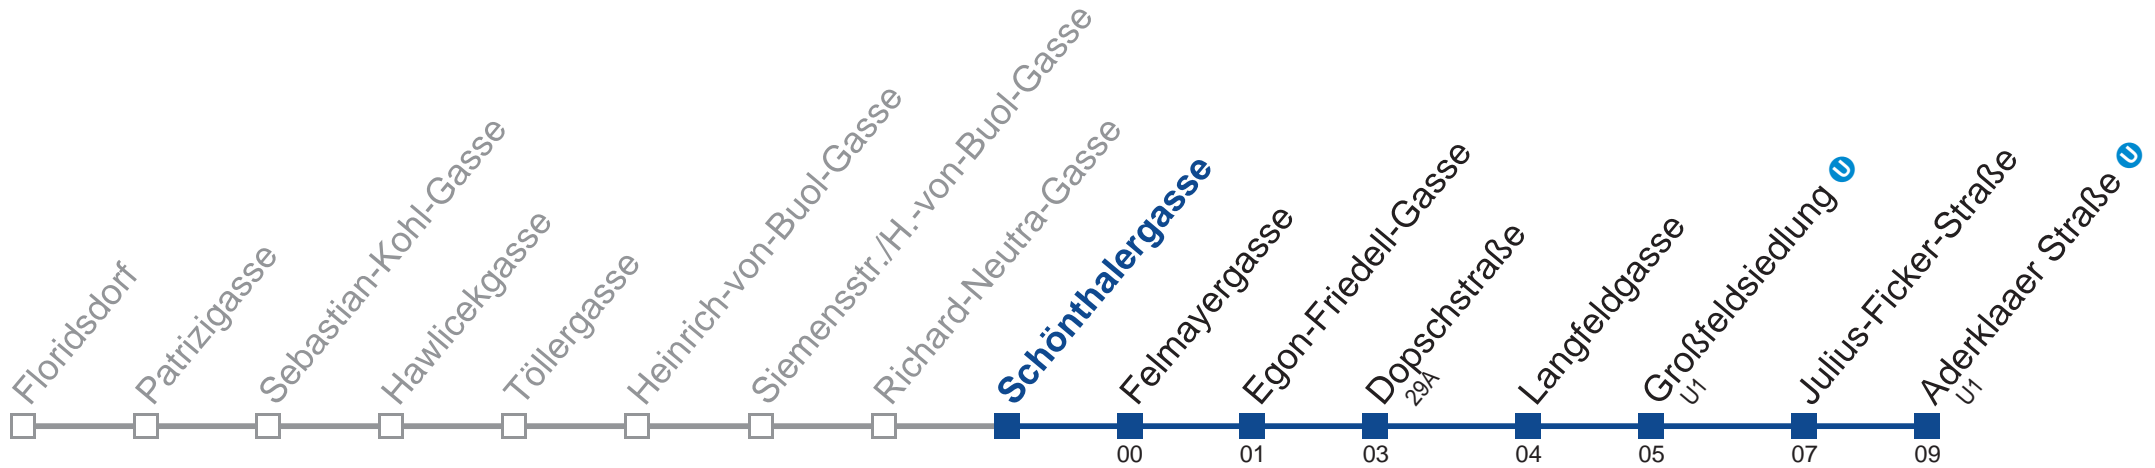 Floridsdorf
Patrizigasse
Sebastian-Kohl-Gasse
Hawlicekgasse
Töllergasse
Heinrich-von-Buol-Gasse
Siemensstr./H.-von-Buol-Gasse
Richard-Neutra-Gasse
Schönthalergasse
Felmayergasse
Egon-Friedell-Gasse
Dopschstraße
29A
Langfeldgasse
Großfeldsiedlung U
U1
Julius-Ficker-Straße
Aderklaaer Straße U
U1
00 01 03 04 05 07 09